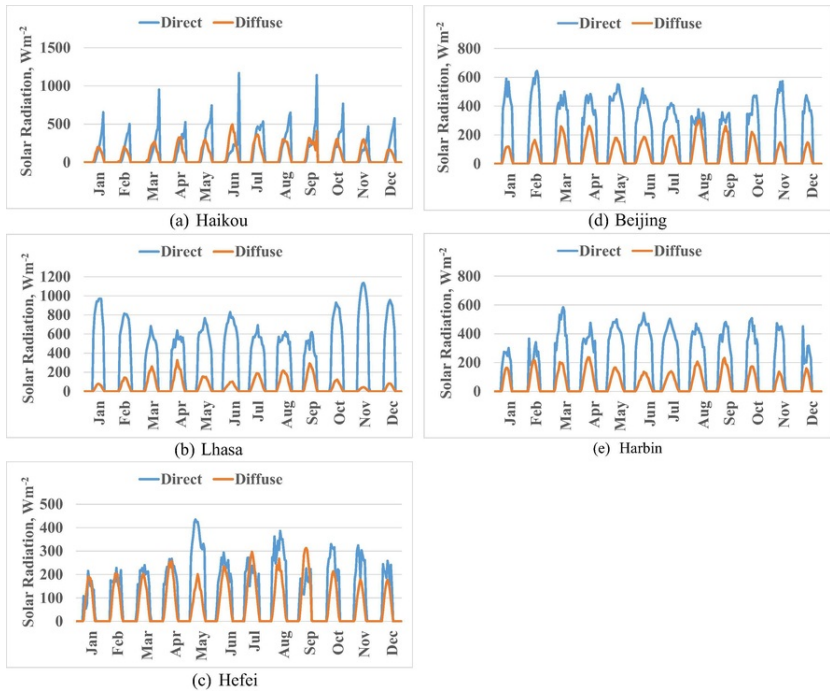 Direct Diffuse
Solar Radiation, Wm-2
1500
1000
500
0
Jan Feb Mar Apr May Jun Jul Aug Sep Oct Nov Dec
(a) Haikou
Direct Diffuse
Solar Radiation, Wm-2
800
600
400
200
0
Jan Feb Mar Apr May Jun Jul Aug Sep Oct Nov Dec
(d) Beijing
Direct Diffuse
Solar Radiation, Wm-2
1200
1000
800
600
400
200
0
Jan Feb Mar Apr May Jun Jul Aug Sep Oct Nov Dec
(b) Lhasa
Direct Diffuse
Solar Radiation, Wm-2
800
600
400
200
0
Jan Feb Mar Apr May Jun Jul Aug Sep Oct Nov Dec
(e) Harbin
Direct Diffuse
Solar Radiation, Wm-2
500
400
300
200
100
0
Jan Feb Mar Apr May Jun Jul Aug Sep Oct Nov Dec
(c) Hefei